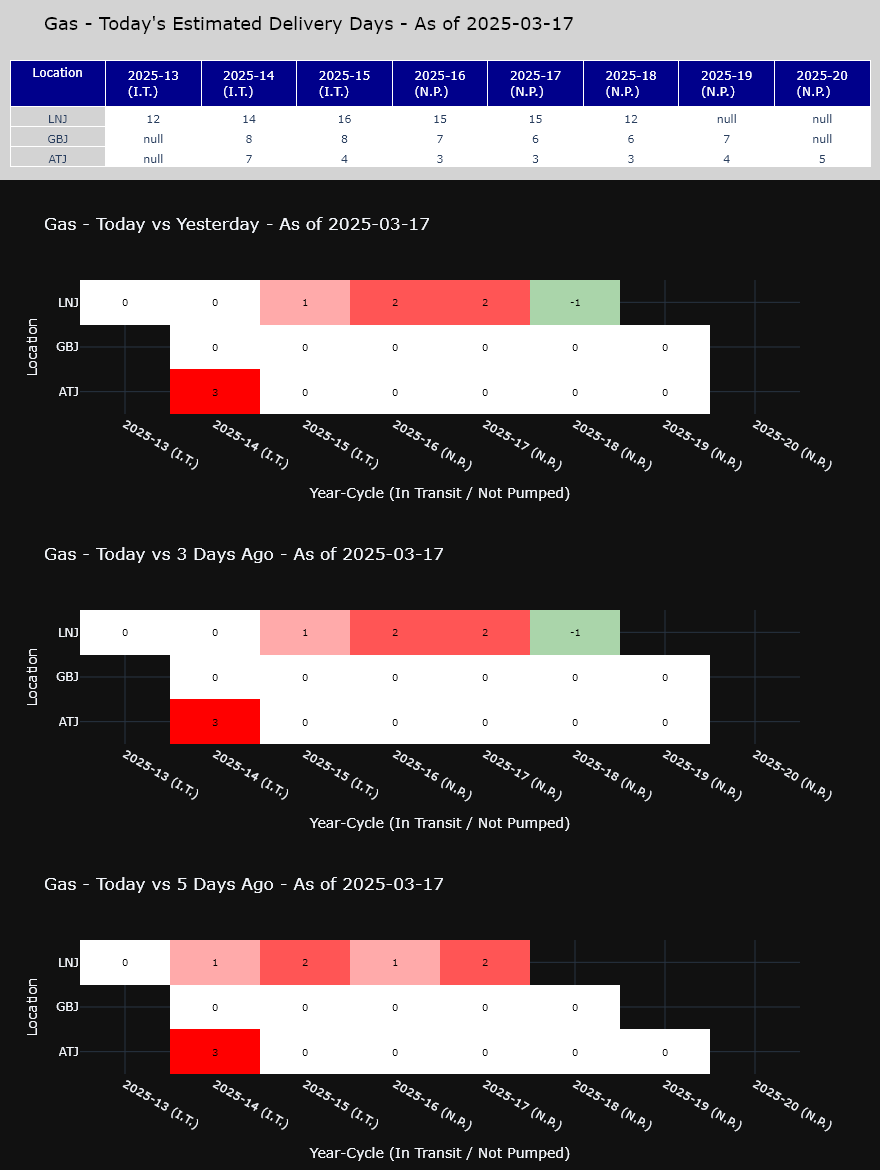 Gas - Today's Estimated Delivery Days - As of 2025-03-17
Location 2025-13 (I.T.) 2025-14 (I.T.) 2025-15 (I.T.) 2025-16 (N.P.) 2025-17 (N.P.) 2025-18 (N.P.) 2025-19 (N.P.) 2025-20 (N.P.)
LNJ 12 14 16 15 15 12 null null
GBJ null 8 8 7 6 6 7 null
ATJ null 7 4 3 3 3 4 5
Gas - Today vs Yesterday - As of 2025-03-17
Location
LNJ 0 0 1 2 2 -1
GBJ 0 0 0 0 0 0
ATJ 3 0 0 0 0 0
2025-13 (I.T.) 2025-14 (I.T.) 2025-15 (I.T.) 2025-16 (N.P.) 2025-17 (N.P.) 2025-18 (N.P.) 2025-19 (N.P.) 2025-20 (N.P.)
Year-Cycle (In Transit / Not Pumped)
Gas - Today vs 3 Days Ago - As of 2025-03-17
Location
LNJ 0 0 1 2 2 -1
GBJ 0 0 0 0 0 0
ATJ 3 0 0 0 0 0
2025-13 (I.T.) 2025-14 (I.T.) 2025-15 (I.T.) 2025-16 (N.P.) 2025-17 (N.P.) 2025-18 (N.P.) 2025-19 (N.P.) 2025-20 (N.P.)
Year-Cycle (In Transit / Not Pumped)
Gas - Today vs 5 Days Ago - As of 2025-03-17
Location
LNJ 0 1 2 1 2
GBJ 0 0 0 0 0
ATJ 3 0 0 0 0 0
2025-13 (I.T.) 2025-14 (I.T.) 2025-15 (I.T.) 2025-16 (N.P.) 2025-17 (N.P.) 2025-18 (N.P.) 2025-19 (N.P.) 2025-20 (N.P.)
Year-Cycle (In Transit / Not Pumped)